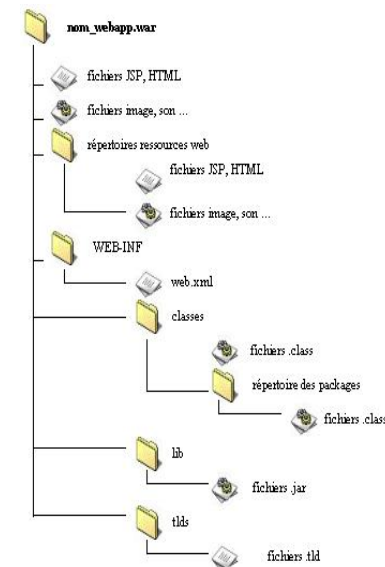 nom_webapp.war
fichiers JSP, HTML
fichiers image, son ...
répertoires ressources web
fichiers JSP, HTML
fichiers image, son ...
WEB-INF
web.xml
classes
fichiers .class
répertoire des packages
fichiers .class
lib
fichiers .jar
tlds
fichiers .tld